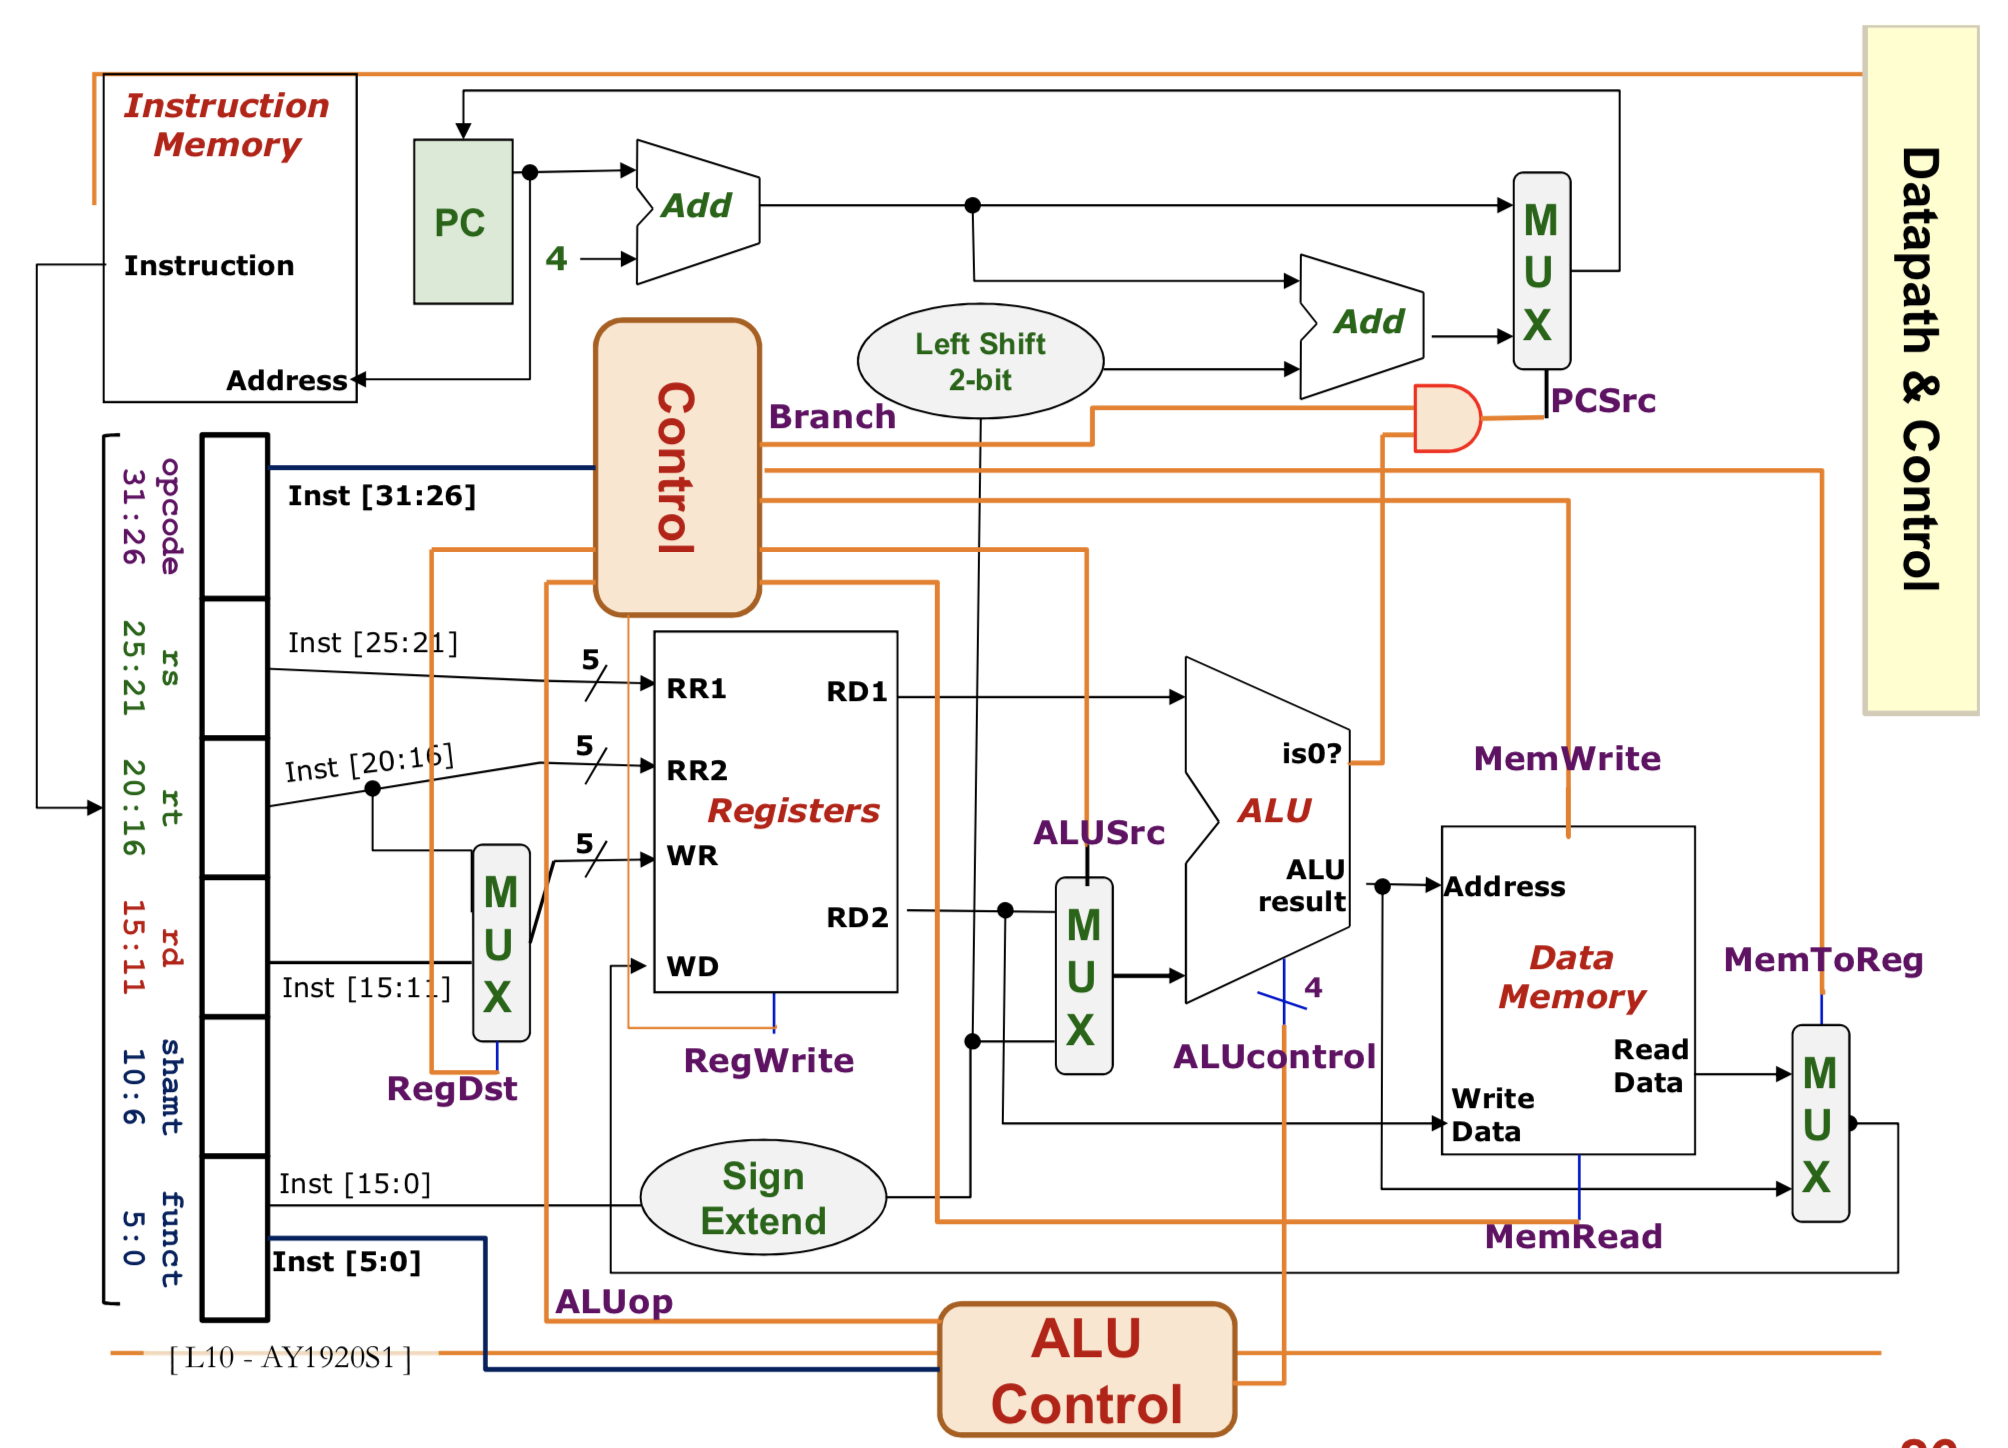 Datapath & Control
Instruction
Memory
Instruction
Address
PC
4
Add
Add
M
U
X
Left Shift
2-bit
Control
Branch
PCSrc
opcode
31:26
rs
25:21
rt
20:16
rd
15:11
shamt
10:6
funct
5:0
Inst [31:26]
Inst [25:21]
Inst [20:16]
Inst [15:11]
Inst [15:0]
Inst [5:0]
5
5
5
M
U
X
RegDst
RR1
RR2
WR
WD
Registers
RD1
RD2
RegWrite
Sign
Extend
ALUSrc
M
U
X
is0?
ALU
ALU
result
4
ALUcontrol
MemWrite
Address
Data
Memory
Read
Data
Write
Data
MemRead
MemToReg
M
U
X
ALUop
ALU
Control
[ L10 - AY1920S1 ]